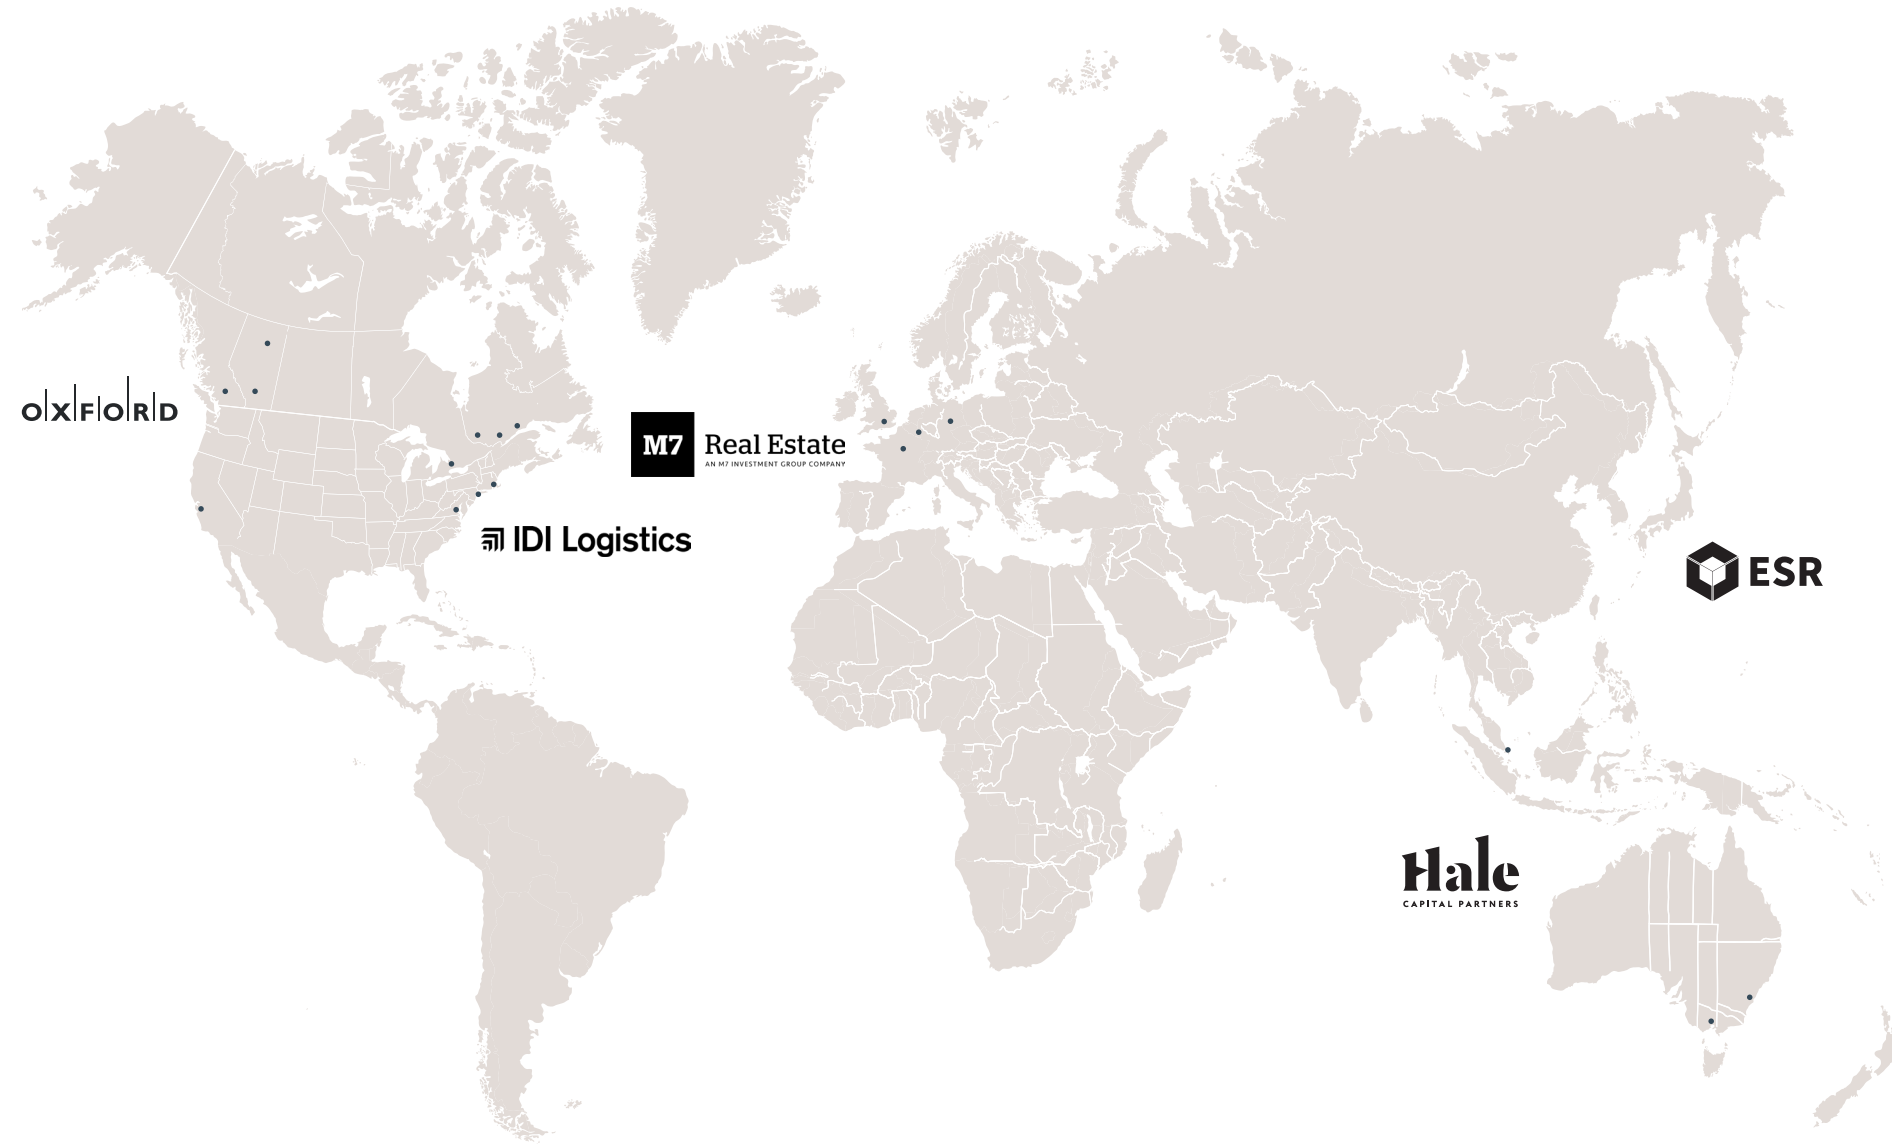 OXFORD
M7 Real Estate
AN M7 INVESTMENT GROUP COMPANY
IDI Logistics
ESR
Hale
CAPITAL PARTNERS